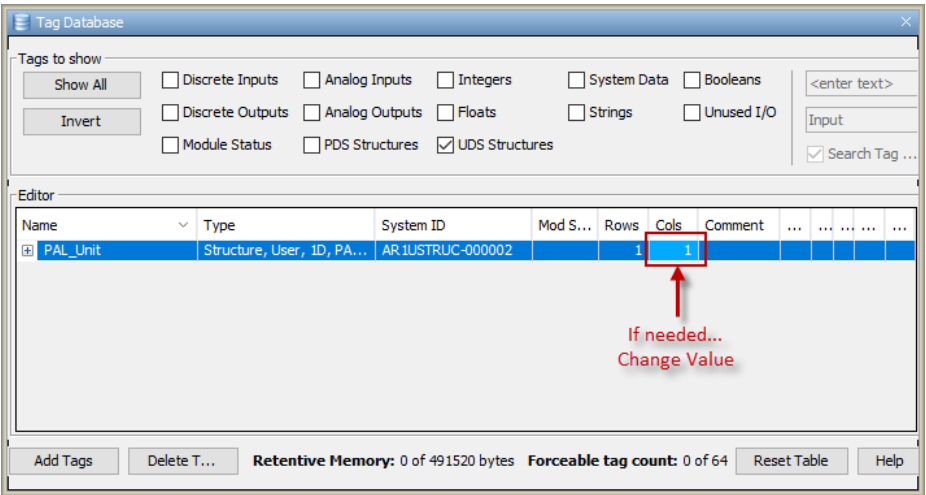 Tag Database
Tags to show
Show All
Discrete Inputs
Analog Inputs
Integers
System Data
Booleans
<enter text>
Invert
Discrete Outputs
Analog Outputs
Floats
Strings
Unused I/O
Input
Module Status
PDS Structures
UDS Structures
Search Tag ...
Editor
Name Type System ID Mod S... Rows Cols Comment ... ... ... ... ...
PAL_Unit Structure, User, 1D, PA... AR1USTRUC-000002 1 1
If needed...
Change Value
Add Tags Delete T... Retentive Memory: 0 of 491520 bytes Forceable tag count: 0 of 64 Reset Table Help